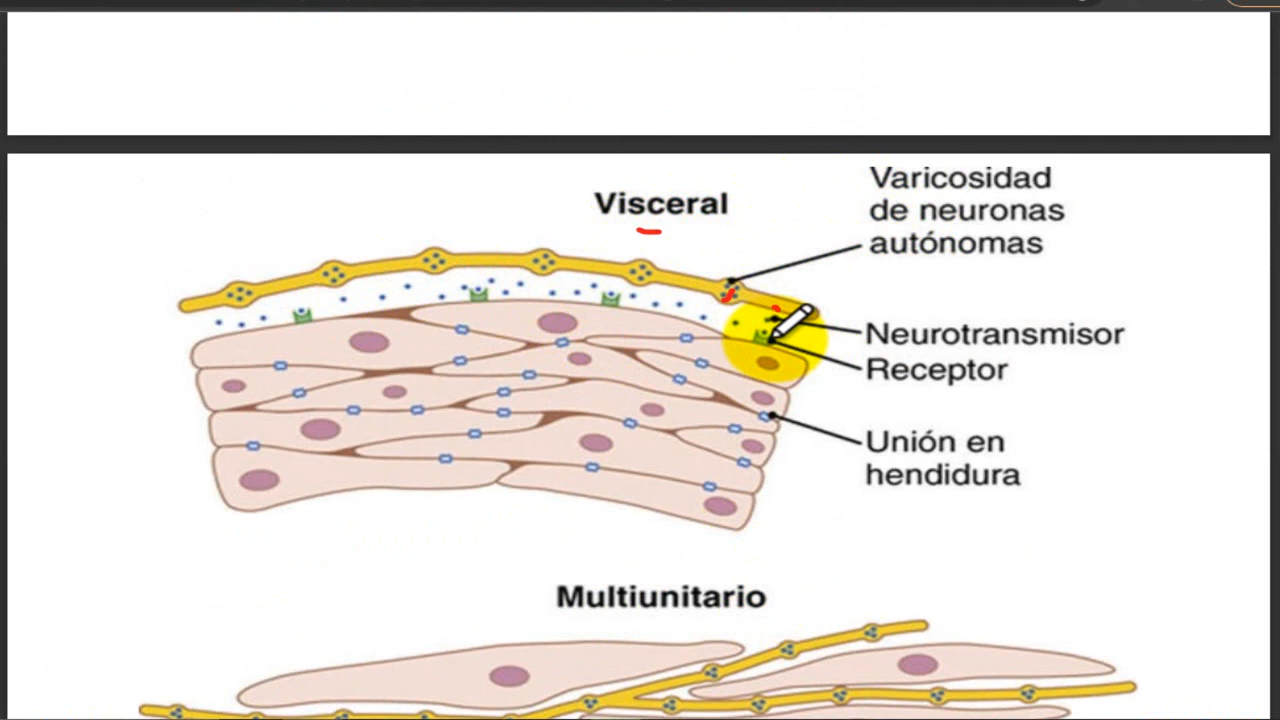 Visceral
Varicosidad
de neuronas
autónomas
Neurotransmisor
Receptor
Unión en
hendidura
Multiunitario